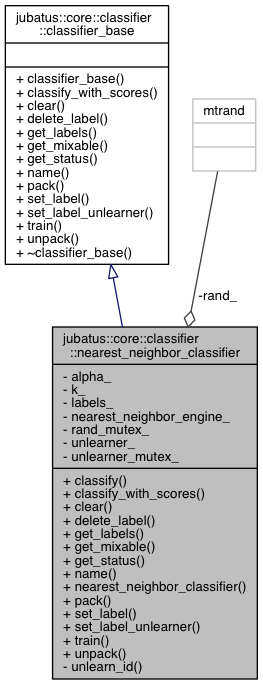 jubatus::core::classifier
::classifier_base
+ classifier_base()
+ classify_with_scores()
+ clear()
+ delete_label()
+ get_labels()
+ get_mixable()
+ get_status()
+ name()
+ pack()
+ set_label()
+ set_label_unlearner()
+ train()
+ unpack()
+ ~classifier_base()
mtrand
-rand_
jubatus::core::classifier
::nearest_neighbor_classifier
- alpha_
- k_
- labels_
- nearest_neighbor_engine_
- rand_mutex_
- unlearner_
- unlearner_mutex_
+ classify()
+ classify_with_scores()
+ clear()
+ delete_label()
+ get_labels()
+ get_mixable()
+ get_status()
+ name()
+ nearest_neighbor_classifier()
+ pack()
+ set_label()
+ set_label_unlearner()
+ train()
+ unpack()
- unlearn_id()